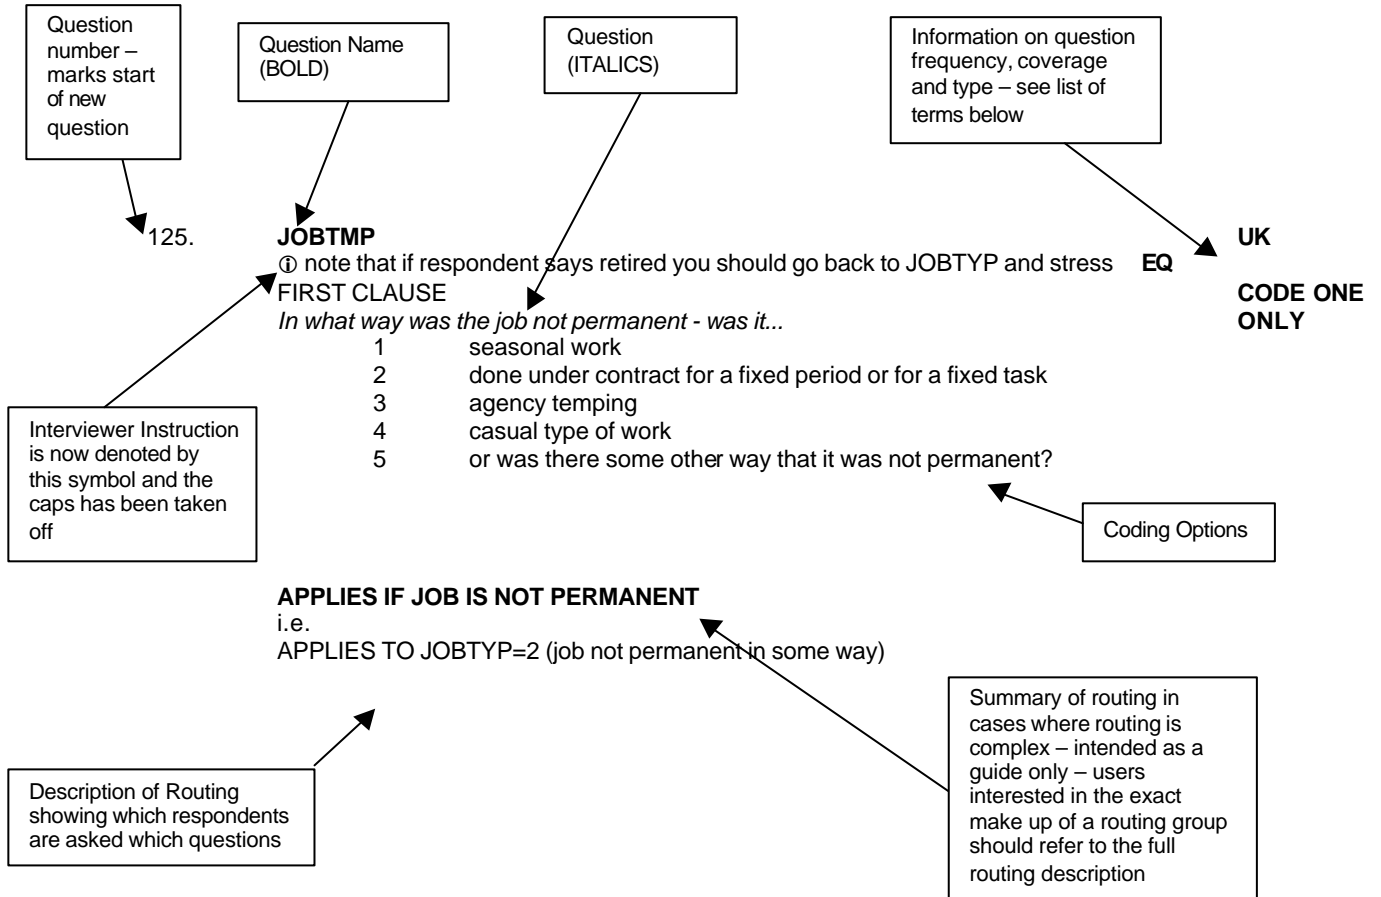 Question
number –
marks start
of new
question
Question Name
(BOLD)
Question
(ITALICS)
Information on question
frequency, coverage
and type – see list of
terms below
125.
JOBTMP
UK
ⓘ note that if respondent says retired you should go back to JOBTYP and stress EQ
FIRST CLAUSE
CODE ONE
ONLY
In what way was the job not permanent - was it...
1 seasonal work
2 done under contract for a fixed period or for a fixed task
3 agency temping
4 casual type of work
5 or was there some other way that it was not permanent?
Interviewer Instruction
is now denoted by
this symbol and the
caps has been taken
off
Coding Options
APPLIES IF JOB IS NOT PERMANENT
i.e.
APPLIES TO JOBTYP=2 (job not permanent in some way)
Summary of routing in
cases where routing is
complex – intended as a
guide only – users
interested in the exact
make up of a routing group
should refer to the full
routing description
Description of Routing
showing which respondents
are asked which questions